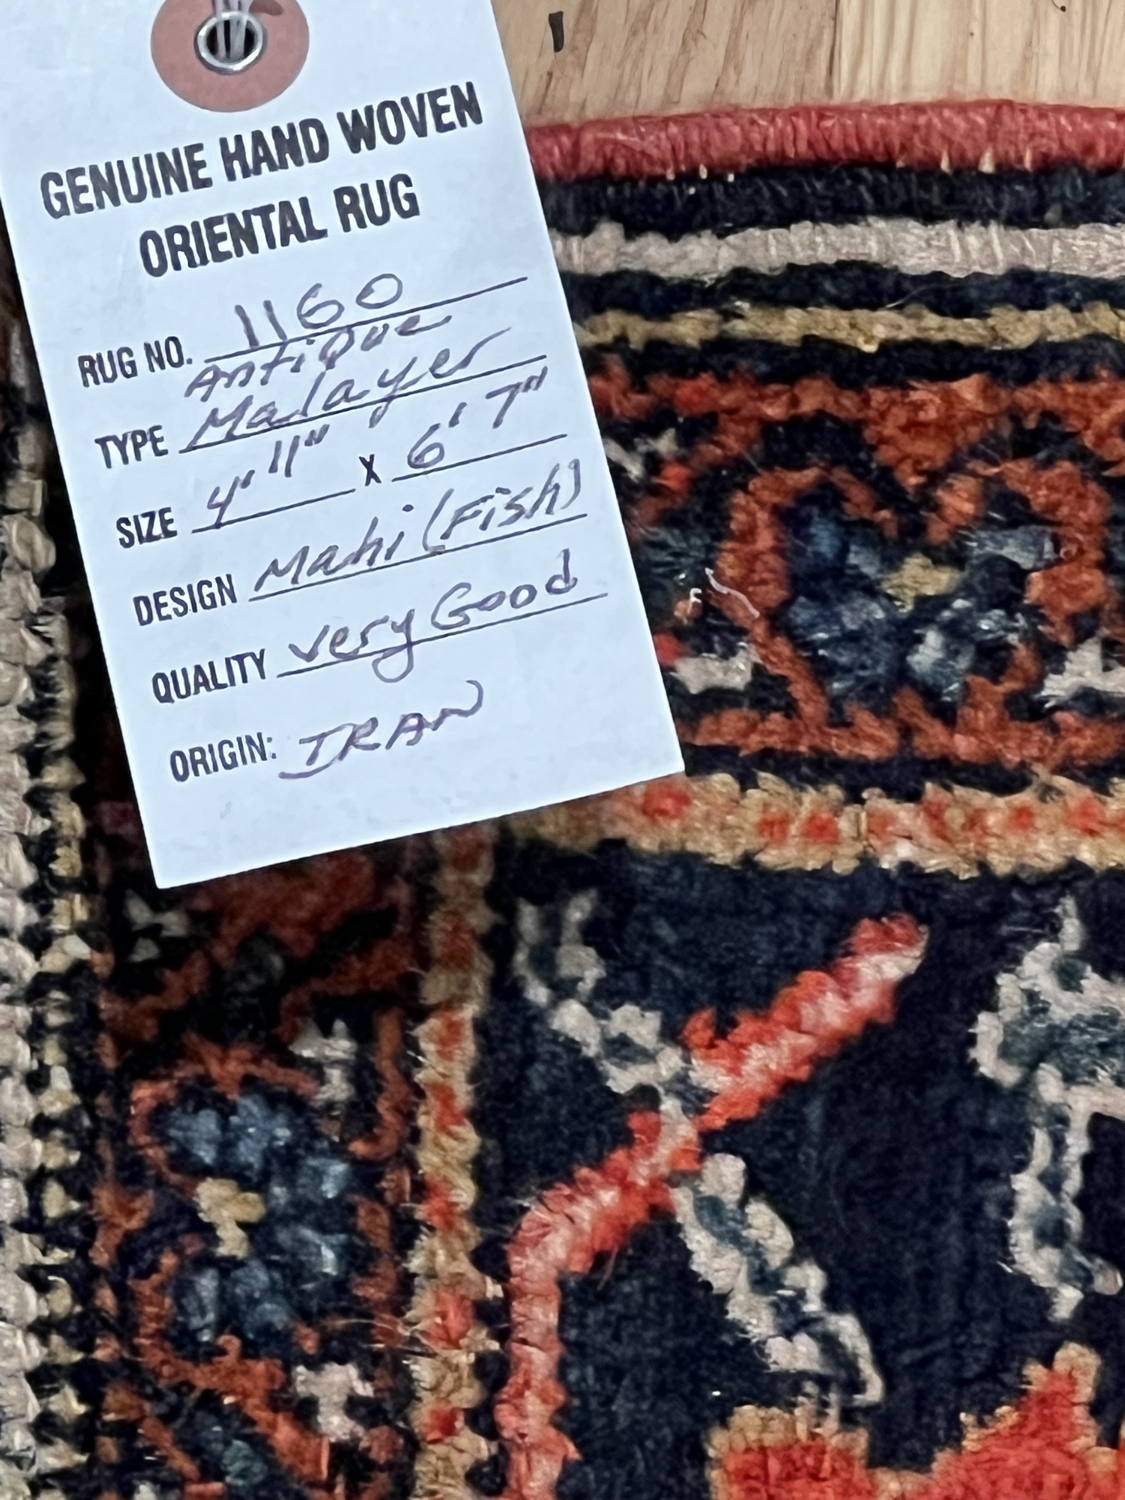 GENUINE HAND WOVEN
ORIENTAL RUG
RUG NO. 1160
Antique
TYPE Malayer
SIZE 4" 11" X 6' 7"
DESIGN Mahi (Fish)
QUALITY very Good
ORIGIN: IRAN